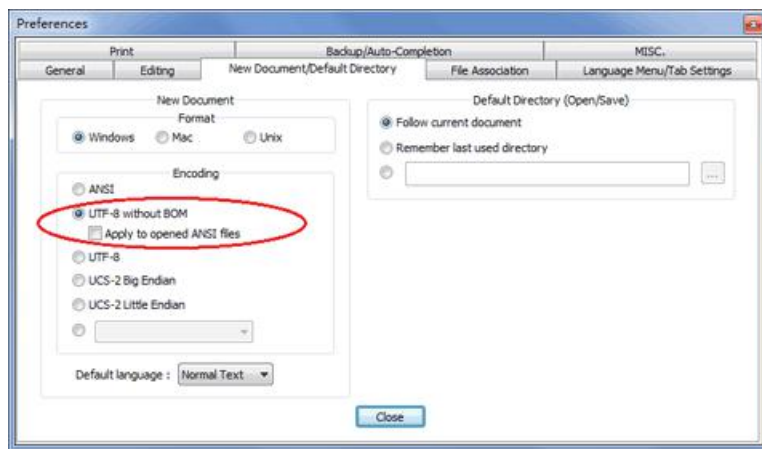 Preferences
Print Backup/Auto-Completion MISC.
General Editing New Document/Default Directory File Association Language Menu/Tab Settings
New Document
Format
Windows Mac Unix
Encoding
ANSI
UTF-8 without BOM
Apply to opened ANSI files
UTF-8
UCS-2 Big Endian
UCS-2 Little Endian
Default language : Normal Text
Default Directory (Open/Save)
Follow current document
Remember last used directory
...
Close